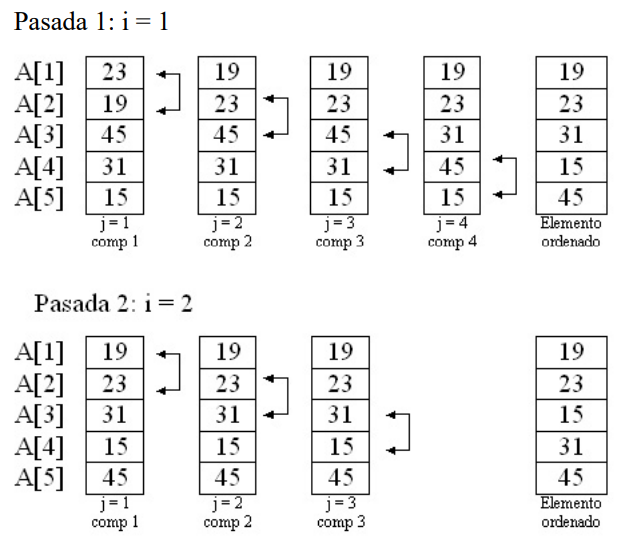 Pasada 1: i = 1
A[1] 23 19 19 19 19
A[2] 19 23 23 23 23
A[3] 45 45 45 31 31
A[4] 31 31 31 45 15
A[5] 15 15 15 15 45
j = 1 j = 2 j = 3 j = 4 Elemento
comp 1 comp 2 comp 3 comp 4 ordenado
Pasada 2: i = 2
A[1] 19 19 19 19
A[2] 23 23 23 23
A[3] 31 31 31 15
A[4] 15 15 15 31
A[5] 45 45 45 45
j = 1 j = 2 j = 3 Elemento
comp 1 comp 2 comp 3 ordenado